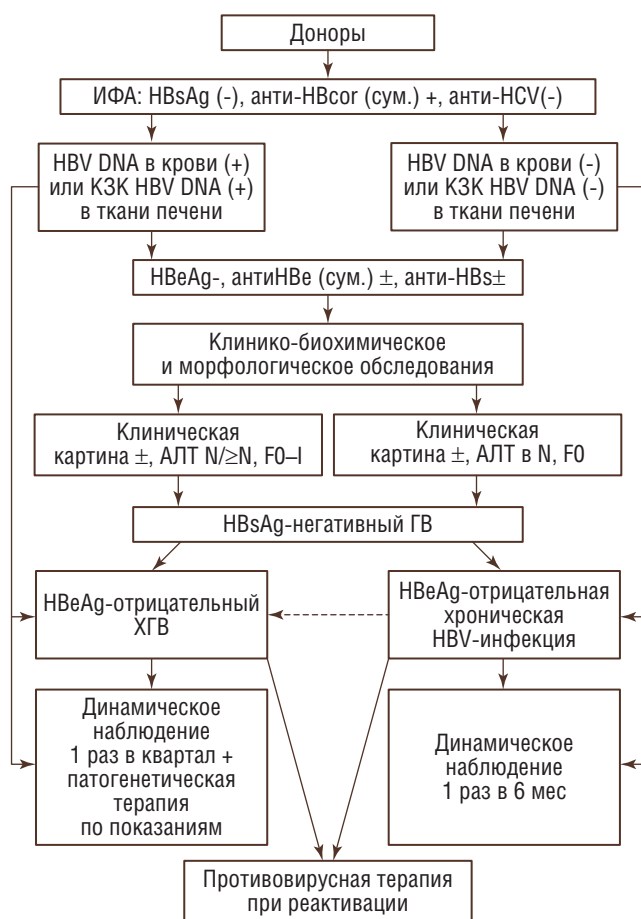 Доноры
ИФА: HBsAg (-), анти-HBcor (сум.) +, анти-HCV(-)
HBV DNA в крови (+)
или КЗК HBV DNA (+)
в ткани печени
HBV DNA в крови (-)
или КЗК HBV DNA (-)
в ткани печени
HBeAg-, антиHBe (сум.) ±, анти-HBs±
Клинико-биохимическое
и морфологическое обследования
Клиническая
картина ±, АЛТ N/≥N, F0–I
Клиническая
картина ±, АЛТ в N, F0
HBsAg-негативный ГВ
HBeAg-отрицательный
ХГВ
HBeAg-отрицательная
хроническая
HBV-инфекция
Динамическое
наблюдение
1 раз в квартал +
патогенетическая
терапия
по показаниям
Динамическое
наблюдение
1 раз в 6 мес
Противовирусная терапия
при реактивации